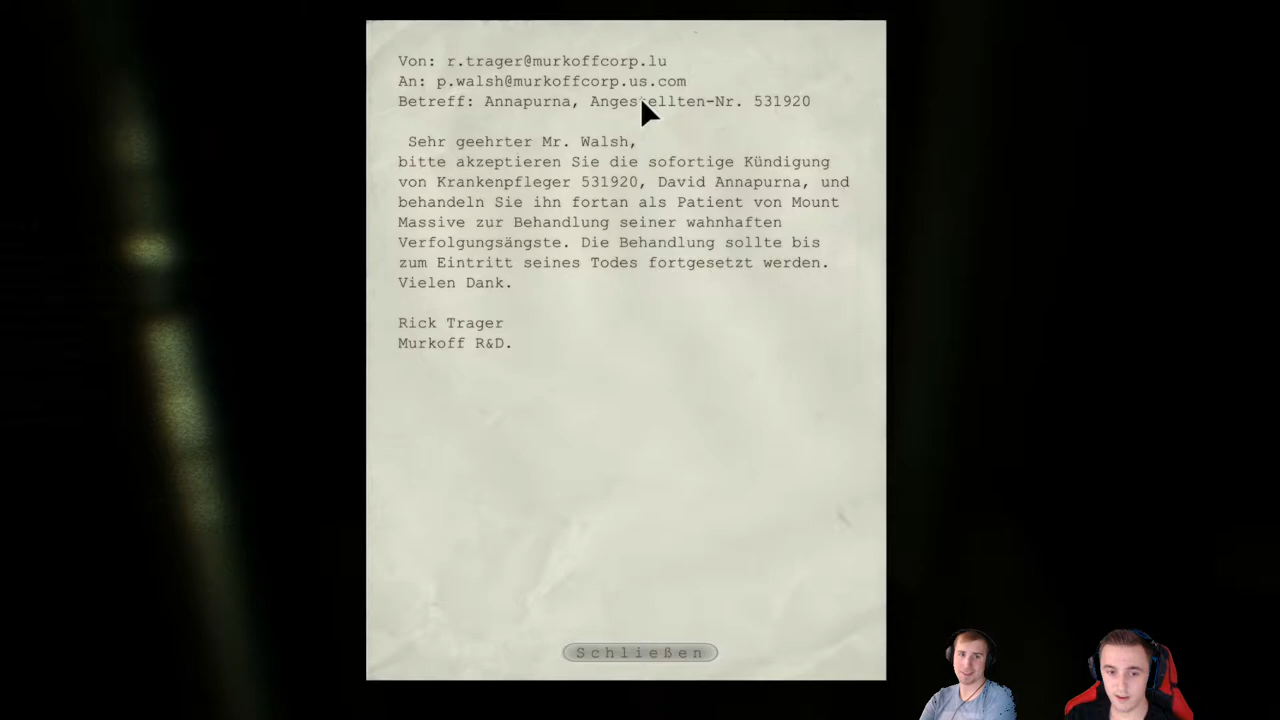 Von: r.trager@murkoffcorp.lu
An: p.walsh@murkoffcorp.us.com
Betreff: Annapurna, Angestellten-Nr. 531920
Sehr geehrter Mr. Walsh,
bitte akzeptieren Sie die sofortige Kündigung
von Krankenpfleger 531920, David Annapurna, und
behandeln Sie ihn fortan als Patient von Mount
Massive zur Behandlung seiner wahnhaften
Verfolgungsängste. Die Behandlung sollte bis
zum Eintritt seines Todes fortgesetzt werden.
Vielen Dank.
Rick Trager
Murkoff R&D.
Schließen